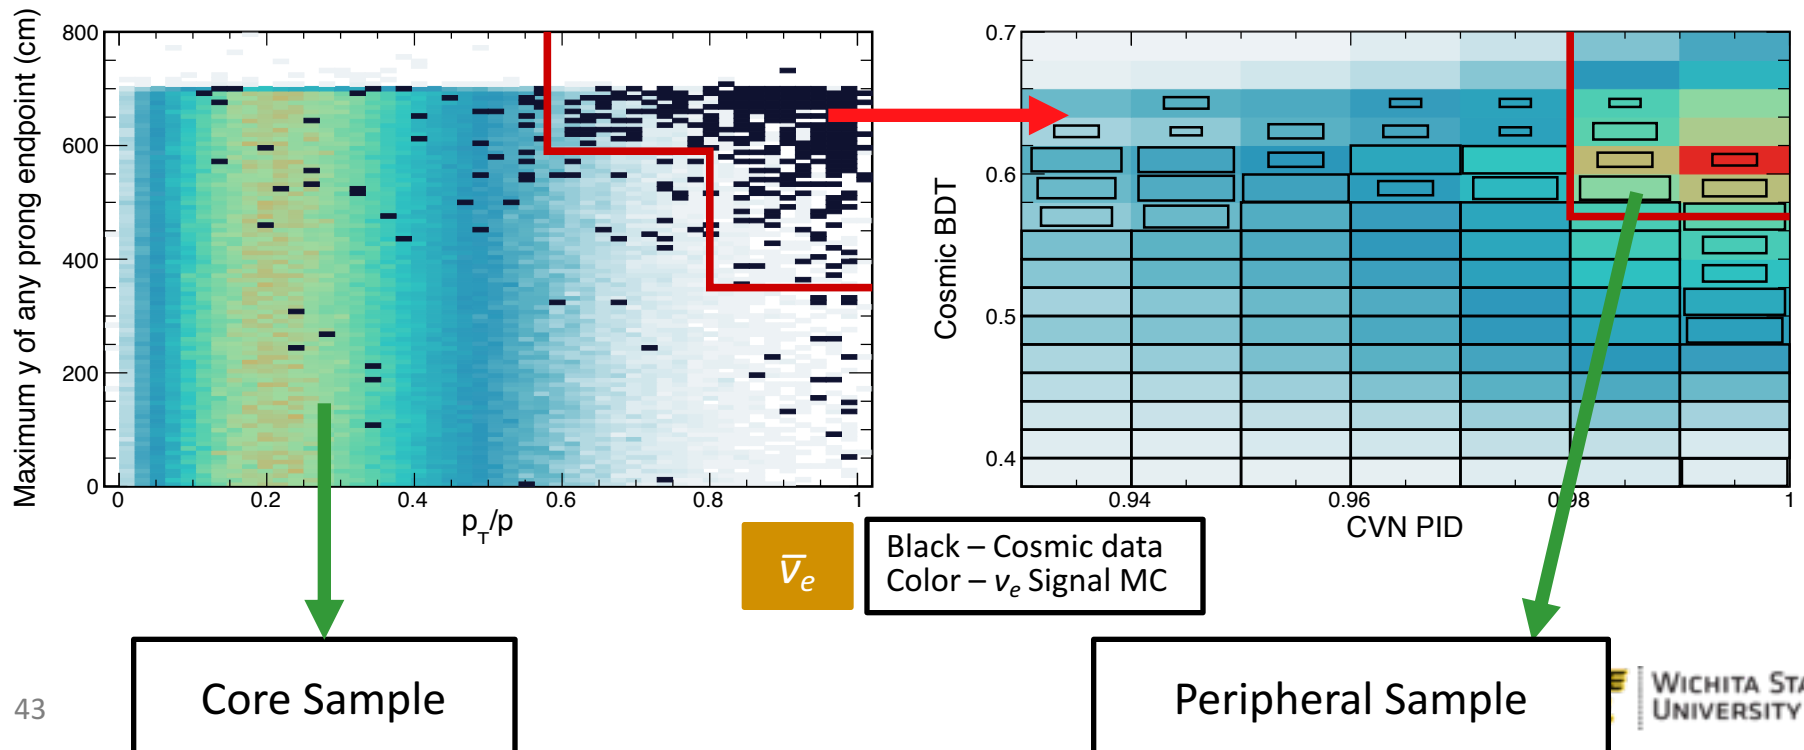 Maximum y of any prong endpoint (cm)
800
600
400
200
0
0 0.2 0.4 0.6 0.8 1
p_T/p
Cosmic BDT
0.7
0.6
0.5
0.4
0.94 0.96 0.98 1
CVN PID
ν̅e
Black – Cosmic data
Color – νe Signal MC
Core Sample
Peripheral Sample
43
WICHITA STA
UNIVERSITY